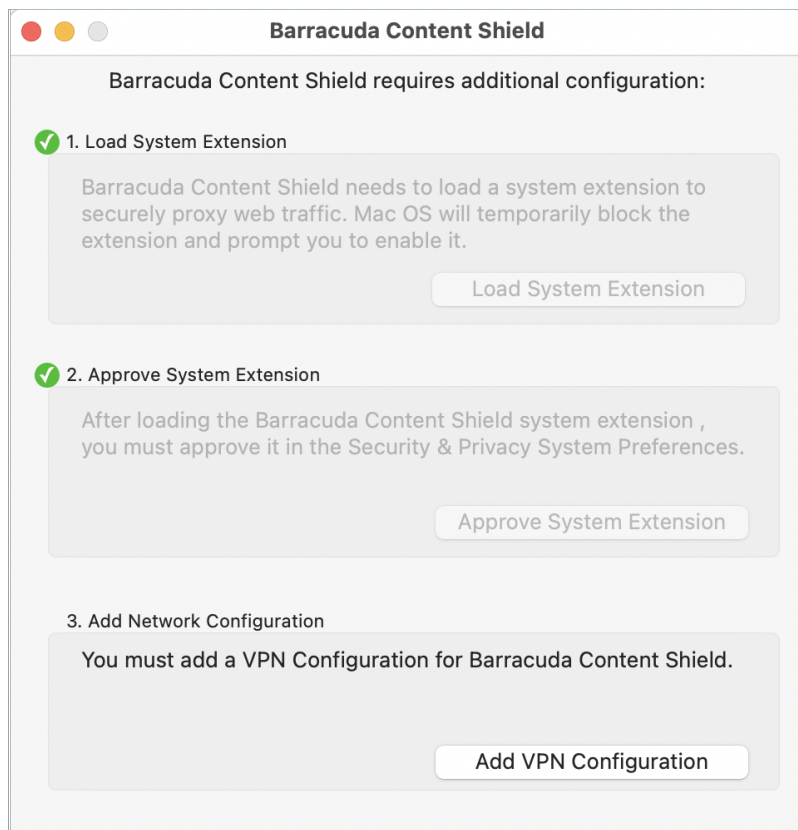 Barracuda Content Shield
Barracuda Content Shield requires additional configuration:
1. Load System Extension
Barracuda Content Shield needs to load a system extension to
securely proxy web traffic. Mac OS will temporarily block the
extension and prompt you to enable it.
Load System Extension
2. Approve System Extension
After loading the Barracuda Content Shield system extension ,
you must approve it in the Security & Privacy System Preferences.
Approve System Extension
3. Add Network Configuration
You must add a VPN Configuration for Barracuda Content Shield.
Add VPN Configuration